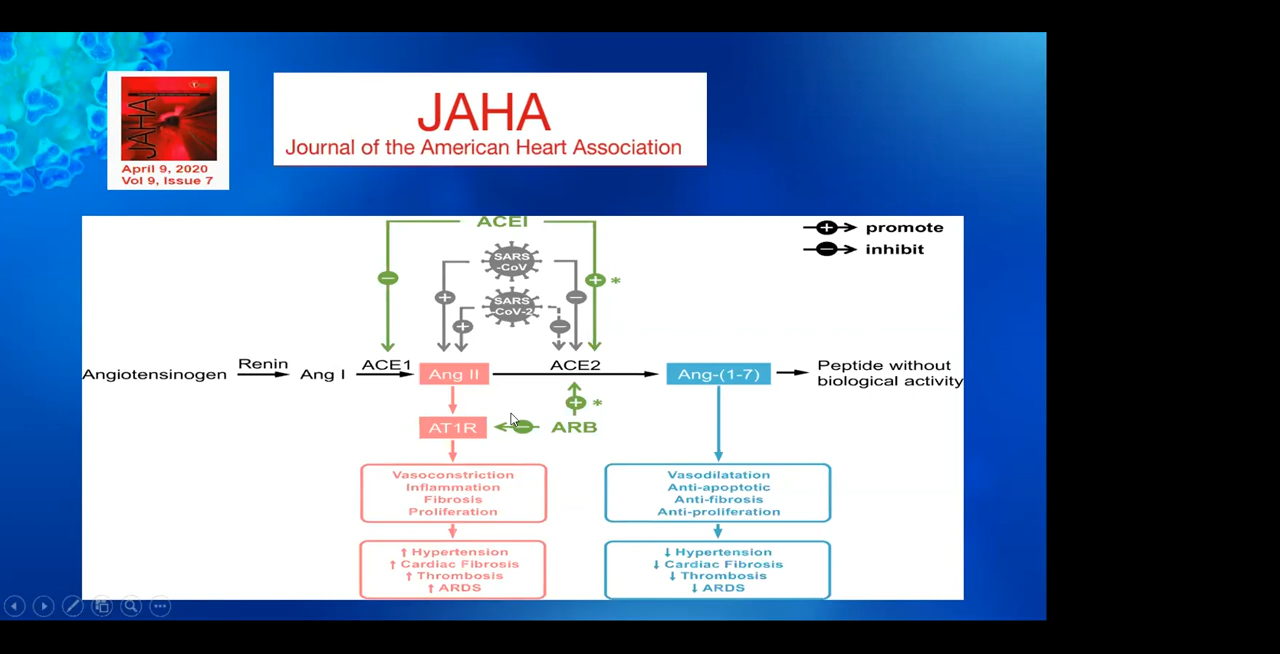 JAHA
April 9, 2020
Vol 9, Issue 7
JAHA
Journal of the American Heart Association
ACEI
promote
inhibit
SARS
-CoV
*
SARS
-CoV-2
Angiotensinogen
Renin
Ang I
ACE1
Ang II
ACE2
Ang-(1-7)
Peptide without
biological activity
*
AT1R
ARB
Vasoconstriction
Inflammation
Fibrosis
Proliferation
Vasodilatation
Anti-apoptotic
Anti-fibrosis
Anti-proliferation
↑ Hypertension
↑ Cardiac Fibrosis
↑ Thrombosis
↑ ARDS
↓ Hypertension
↓ Cardiac Fibrosis
↓ Thrombosis
↓ ARDS